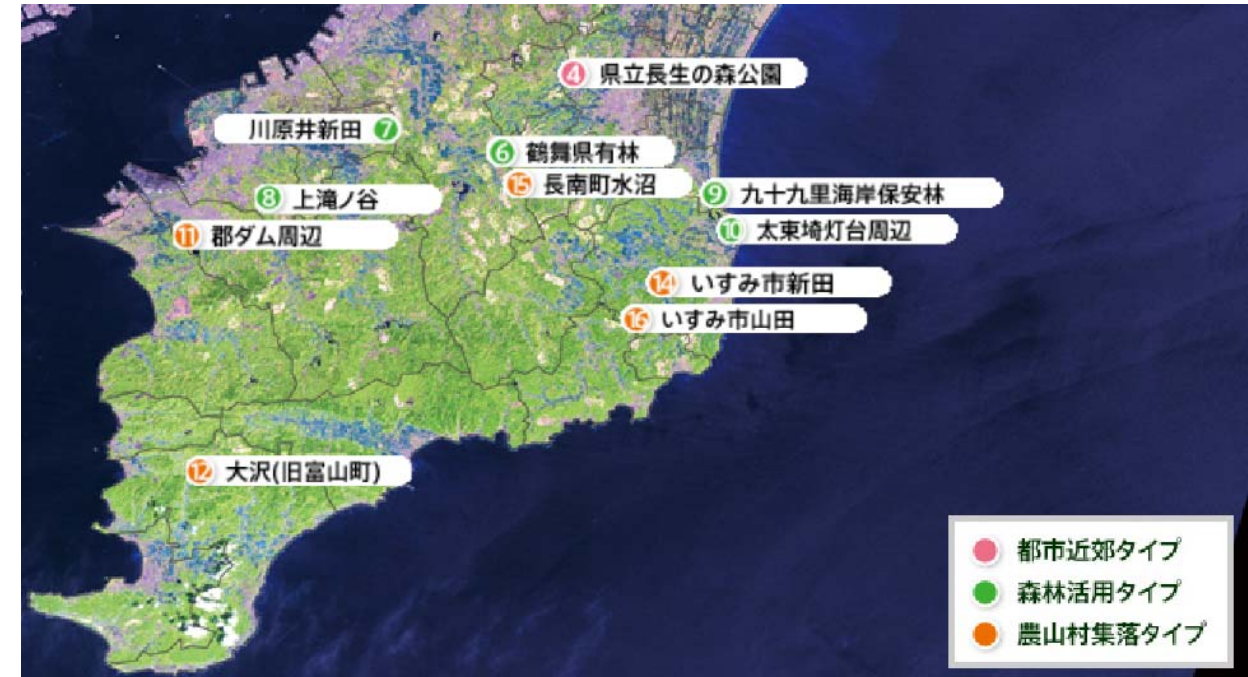 ④ 県立長生の森公園
川原井新田 ⑦
⑥ 鶴舞県有林
⑮ 長南町水沼
⑧ 上滝ノ谷
⑨ 九十九里海岸保安林
⑪ 郡ダム周辺
⑩ 太東埼灯台周辺
⑭ いすみ市新田
⑯ いすみ市山田
⑫ 大沢(旧富山町)
都市近郊タイプ
森林活用タイプ
農山村集落タイプ